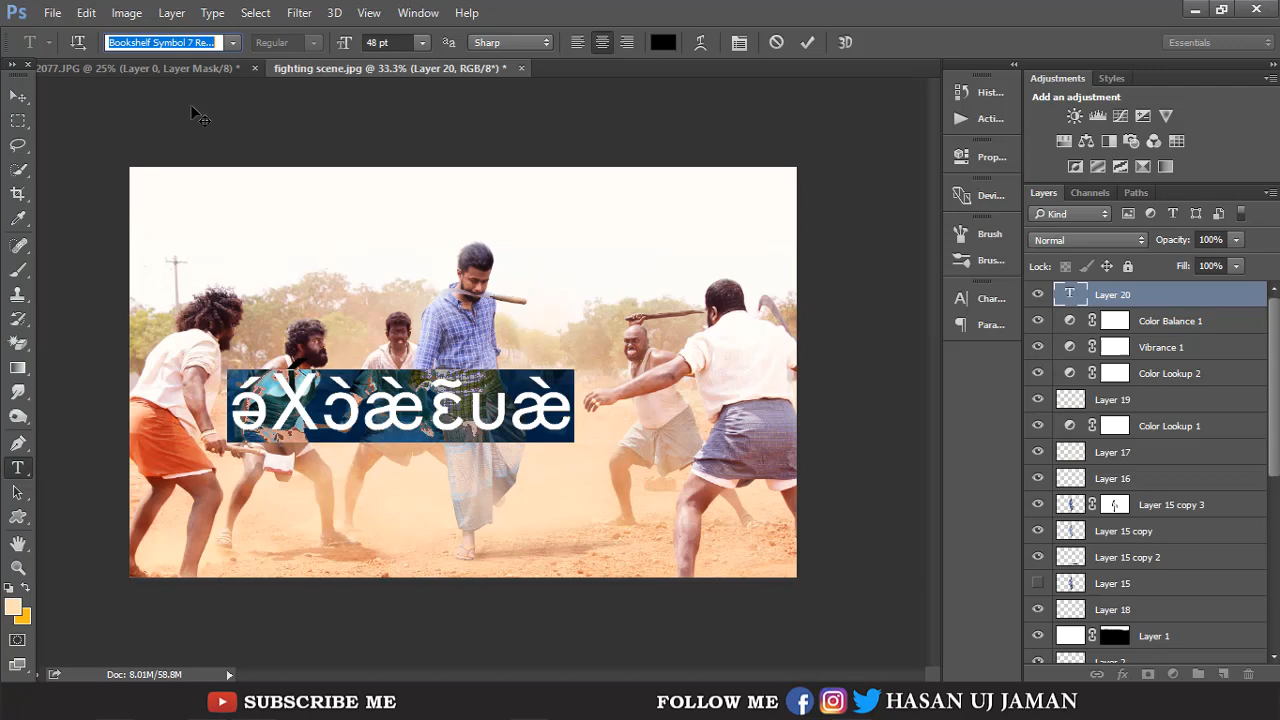 Ps File Edit Image Layer Type Select Filter 3D View Window Help
T Bookshelf Symbol 7 Re... Regular 48 pt Sharp 3D Essentials
2077.JPG @ 25% (Layer 0, Layer Mask/8) * × fighting scene.jpg @ 33.3% (Layer 20, RGB/8*) * ×
Adjustments Styles
Hist...
Add an adjustment
Acti...
Prop...
Devi...
Layers Channels Paths
Kind
Brush
Normal Opacity: 100%
Brus...
Lock: Fill: 100%
Char...
T Layer 20
Para...
Color Balance 1
Vibrance 1
Color Lookup 2
Layer 19
Color Lookup 1
Layer 17
Layer 16
Layer 15 copy 3
Layer 15 copy
Layer 15 copy 2
Layer 15
Layer 18
Layer 1
Doc: 8.01M/58.8M
SUBSCRIBE ME FOLLOW ME HASAN UJ JAMAN